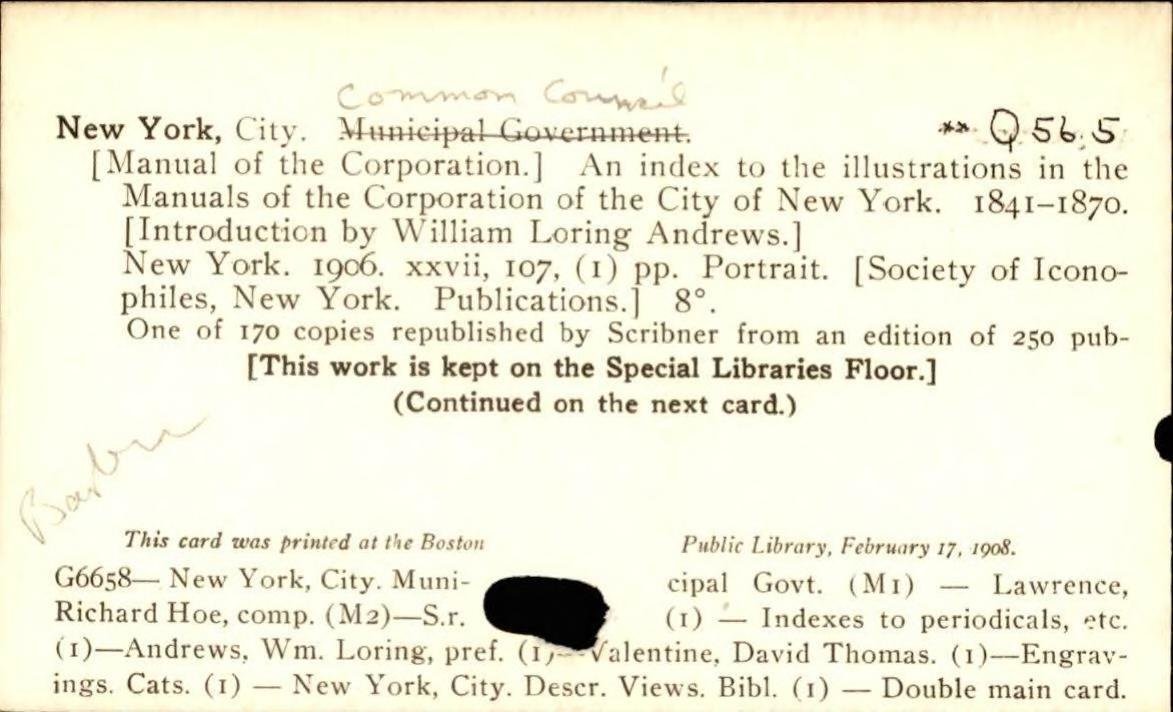 Common Council
New York, City. Municipal Government. ** Q.56.5
[Manual of the Corporation.] An index to the illustrations in the
Manuals of the Corporation of the City of New York. 1841–1870.
[Introduction by William Loring Andrews.]
New York. 1906. xxvii, 107, (1) pp. Portrait. [Society of Icono-
philes, New York. Publications.] 8°.
One of 170 copies republished by Scribner from an edition of 250 pub-
[This work is kept on the Special Libraries Floor.]
(Continued on the next card.)
This card was printed at the Boston Public Library, February 17, 1908.
G6658— New York, City. Municipal Govt. (M1) — Lawrence,
Richard Hoe, comp. (M2)—S.r. (1) — Indexes to periodicals, etc.
(1)—Andrews, Wm. Loring, pref. (1)—Valentine, David Thomas. (1)—Engrav-
ings. Cats. (1) — New York, City. Descr. Views. Bibl. (1) — Double main card.